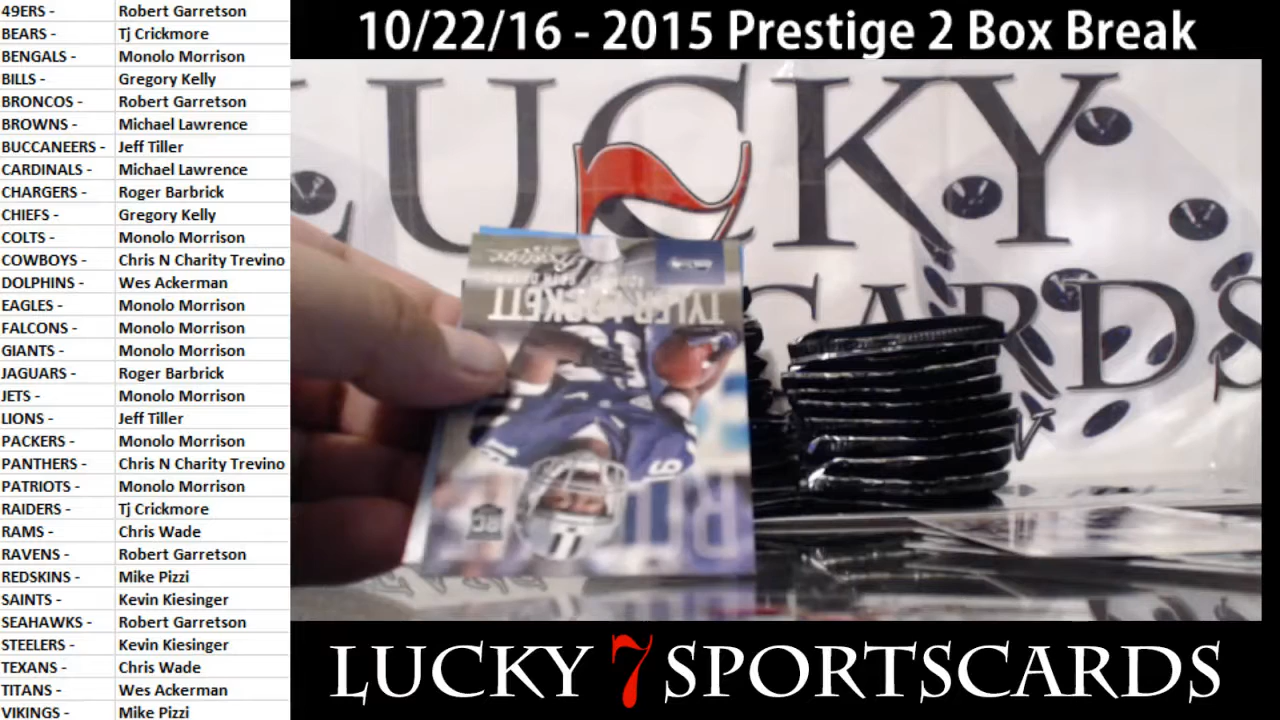 49ERS - Robert Garretson
BEARS - Tj Crickmore
BENGALS - Monolo Morrison
BILLS - Gregory Kelly
BRONCOS - Robert Garretson
BROWNS - Michael Lawrence
BUCCANEERS - Jeff Tiller
CARDINALS - Michael Lawrence
CHARGERS - Roger Barbrick
CHIEFS - Gregory Kelly
COLTS - Monolo Morrison
COWBOYS - Chris N Charity Trevino
DOLPHINS - Wes Ackerman
EAGLES - Monolo Morrison
FALCONS - Monolo Morrison
GIANTS - Monolo Morrison
JAGUARS - Roger Barbrick
JETS - Monolo Morrison
LIONS - Jeff Tiller
PACKERS - Monolo Morrison
PANTHERS - Chris N Charity Trevino
PATRIOTS - Monolo Morrison
RAIDERS - Tj Crickmore
RAMS - Chris Wade
RAVENS - Robert Garretson
REDSKINS - Mike Pizzi
SAINTS - Kevin Kiesinger
SEAHAWKS - Robert Garretson
STEELERS - Kevin Kiesinger
TEXANS - Chris Wade
TITANS - Wes Ackerman
VIKINGS - Mike Pizzi
10/22/16 - 2015 Prestige 2 Box Break
LUCKY
CARDS
Prestige
TYLER LOCKETT
16
RC
LUCKY 7 SPORTSCARDS